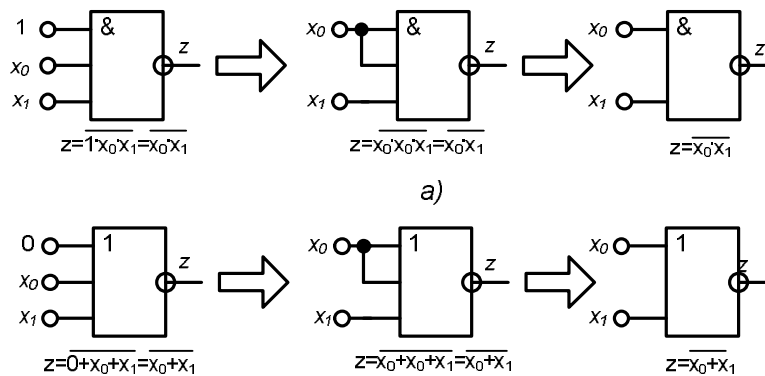 1 & z
x₀
x₁
z=1·x₀·x₁=x₀·x₁
x₀ & z
x₁
z=x₀·x₀·x₁=x₀·x₁
x₀ & z
x₁
z=x₀·x₁
a)
0 1 z
x₀
x₁
z=0+x₀+x₁=x₀+x₁
x₀ 1 z
x₁
z=x₀+x₀+x₁=x₀+x₁
x₀ 1 z
x₁
z=x₀+x₁